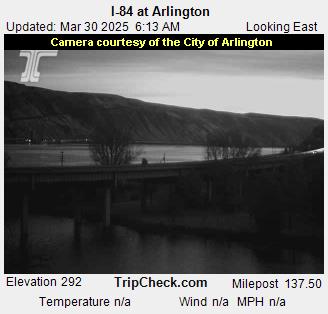 I-84 at Arlington
Updated: Mar 30 2025 6:13 AM Looking East
Camera courtesy of the City of Arlington
Elevation 292 TripCheck.com Milepost 137.50
Temperature n/a Wind n/a MPH n/a